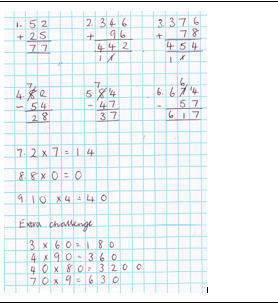 1. 52 2. 346 3. 376
+ 25 + 96 + 78
77 442 454
1 1 1 1
7 7 6
4 82 5 84 6. 674
- 54 - 47 - 57
28 37 617
7. 2 x 7 = 14
8 8 x 0 = 0
9 10 x 4 = 40
Extra challenge
3 x 60 = 180
4 x 90 = 360
40 x 80 = 3200
70 x 9 = 630